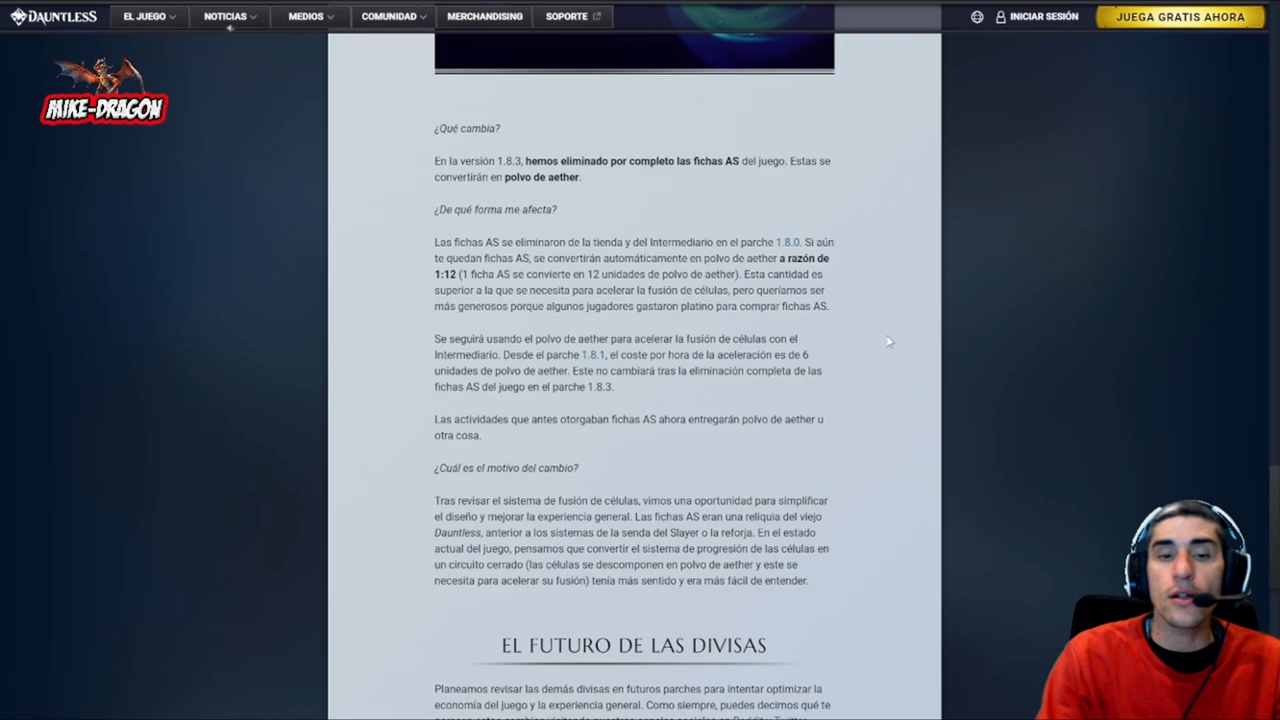 DAUNTLESS
EL JUEGO
NOTICIAS
MEDIOS
COMUNIDAD
MERCHANDISING
SOPORTE
INICIAR SESIÓN
JUEGA GRATIS AHORA
MIKE-DRAGON
¿Qué cambia?
En la versión 1.8.3, hemos eliminado por completo las fichas AS del juego. Estas se
convertirán en polvo de aether.
¿De qué forma me afecta?
Las fichas AS se eliminaron de la tienda y del Intermediario en el parche 1.8.0. Si aún
te quedan fichas AS, se convertirán automáticamente en polvo de aether a razón de
1:12 (1 ficha AS se convierte en 12 unidades de polvo de aether). Esta cantidad es
superior a la que se necesita para acelerar la fusión de células, pero queríamos ser
más generosos porque algunos jugadores gastaron platino para comprar fichas AS.
Se seguirá usando el polvo de aether para acelerar la fusión de células con el
Intermediario. Desde el parche 1.8.1, el coste por hora de la aceleración es de 6
unidades de polvo de aether. Este no cambiará tras la eliminación completa de las
fichas AS del juego en el parche 1.8.3.
Las actividades que antes otorgaban fichas AS ahora entregarán polvo de aether u
otra cosa.
¿Cuál es el motivo del cambio?
Tras revisar el sistema de fusión de células, vimos una oportunidad para simplificar
el diseño y mejorar la experiencia general. Las fichas AS eran una reliquia del viejo
Dauntless, anterior a los sistemas de la senda del Slayer o la reforja. En el estado
actual del juego, pensamos que convertir el sistema de progresión de las células en
un circuito cerrado (las células se descomponen en polvo de aether y este se
necesita para acelerar su fusión) tenía más sentido y era más fácil de entender.
EL FUTURO DE LAS DIVISAS
Planeamos revisar las demás divisas en futuros parches para intentar optimizar la
economía del juego y la experiencia general. Como siempre, puedes decirnos qué te